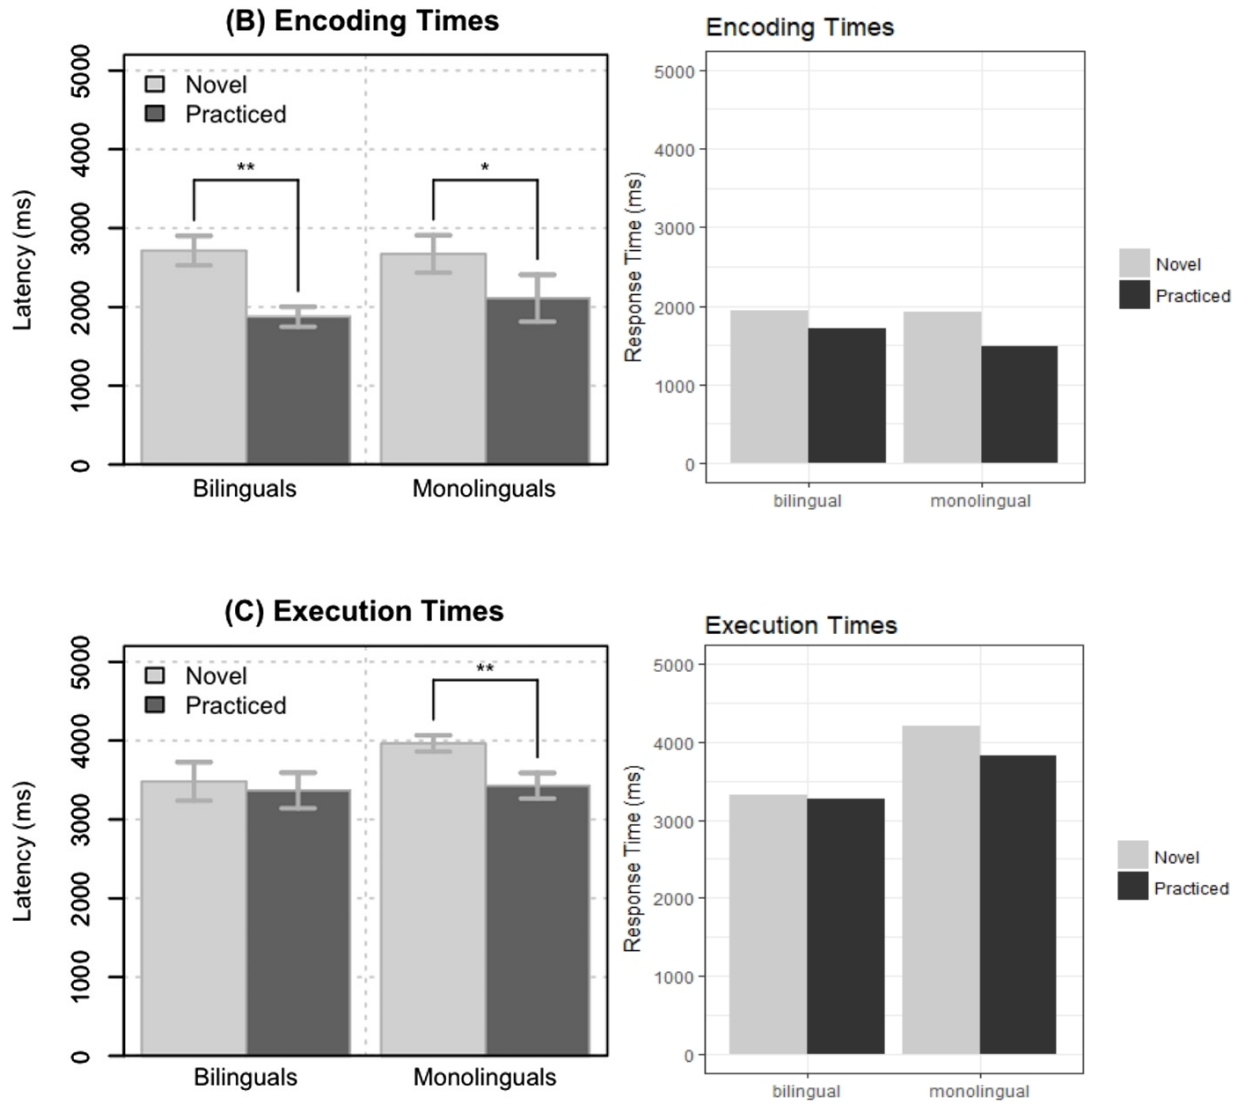 (B) Encoding Times
Novel
Practiced
**
*
Latency (ms)
5000
4000
3000
2000
1000
0
Bilinguals
Monolinguals
Encoding Times
Response Time (ms)
5000
4000
3000
2000
1000
0
bilingual
monolingual
Novel
Practiced
(C) Execution Times
Novel
Practiced
**
Latency (ms)
5000
4000
3000
2000
1000
0
Bilinguals
Monolinguals
Execution Times
Response Time (ms)
5000
4000
3000
2000
1000
0
bilingual
monolingual
Novel
Practiced